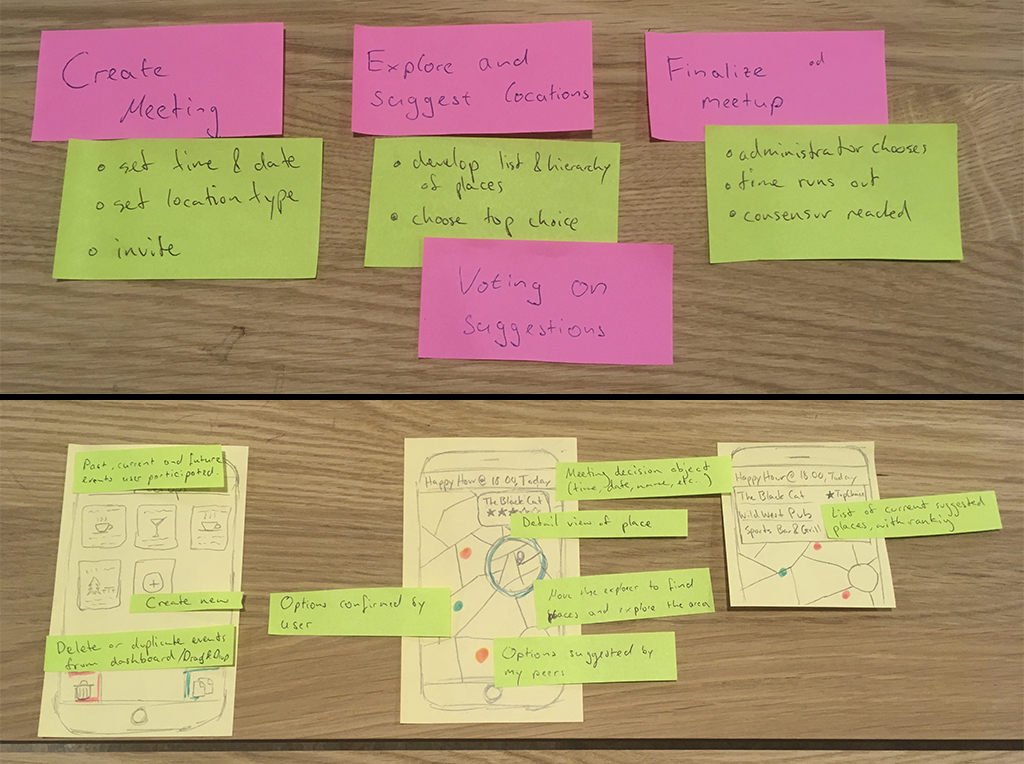 Create
Meeting
• set time & date
• set location type
• invite
Explore and
suggest locations
• develop list & hierarchy
of places
• choose top choice
Voting on
suggestions
Finalize
meetup
• administrator chooses
• time runs out
• consensus reached
Past, current and future
events user participated.
Create new
Delete or duplicate events
from dashboard/Drag&Drop
Options confirmed by
user
Happy Hour @ 18:00, Today
The Black Cat
★★★☆
Meeting decision object
(time, date, name, etc.)
Detail view of place
Move the explorer to find
places and explore the area
Options suggested by
my peers
Happy Hour @ 18:00, Today
The Black Cat ★TopChoice
Wild West Pub
Sports Bar & Grill
List of current suggested
places, with ranking